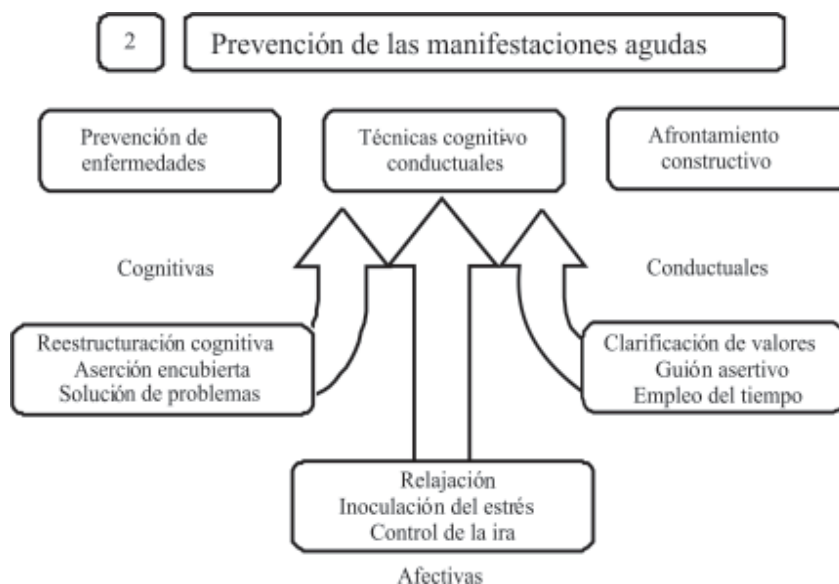 2
Prevención de las manifestaciones agudas
Prevención de
enfermedades
Técnicas cognitivo
conductuales
Afrontamiento
constructivo
Cognitivas
Conductuales
Reestructuración cognitiva
Aserción encubierta
Solución de problemas
Clarificación de valores
Guión asertivo
Empleo del tiempo
Relajación
Inoculación del estrés
Control de la ira
Afectivas